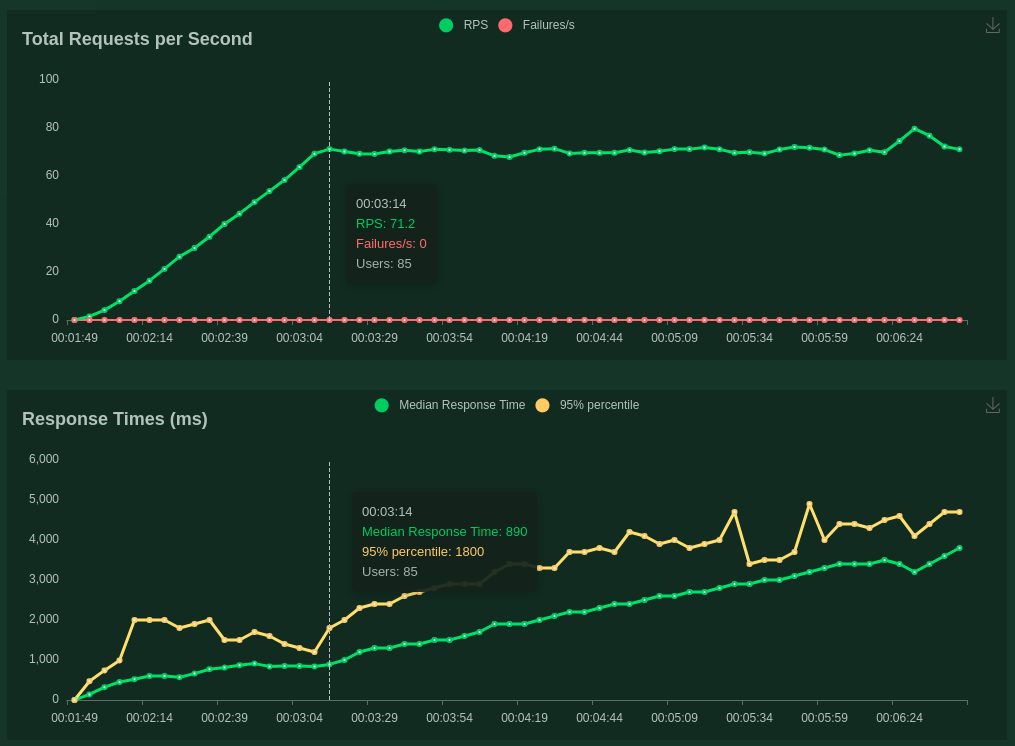 RPS Failures/s
Total Requests per Second
100
80
60
40
20
0
00:03:14
RPS: 71.2
Failures/s: 0
Users: 85
00:01:49 00:02:14 00:02:39 00:03:04 00:03:29 00:03:54 00:04:19 00:04:44 00:05:09 00:05:34 00:05:59 00:06:24
Median Response Time 95% percentile
Response Times (ms)
6,000
5,000
4,000
3,000
2,000
1,000
0
00:03:14
Median Response Time: 890
95% percentile: 1800
Users: 85
00:01:49 00:02:14 00:02:39 00:03:04 00:03:29 00:03:54 00:04:19 00:04:44 00:05:09 00:05:34 00:05:59 00:06:24